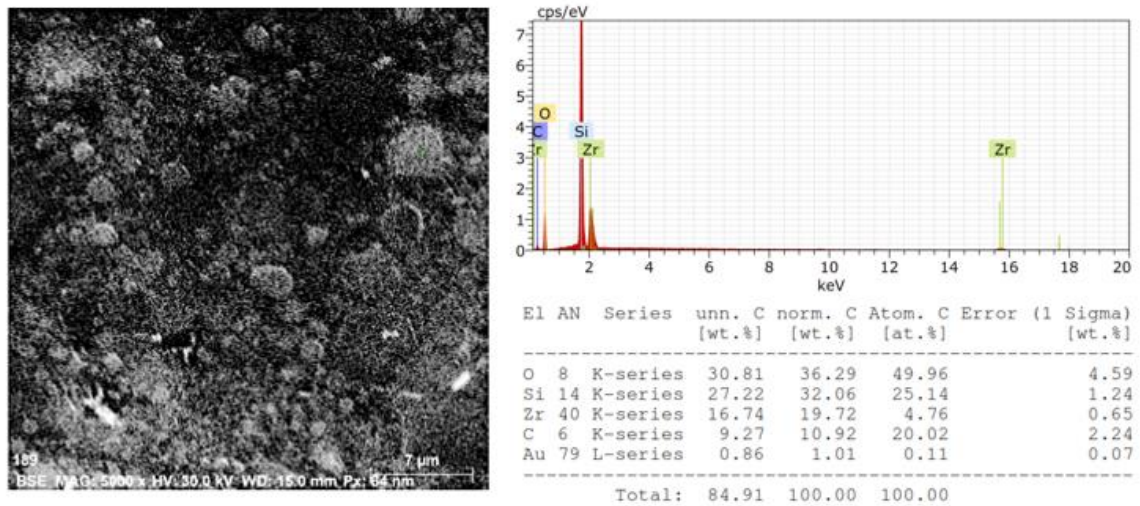 189
7 µm
BSE MAG: 5000 x HV: 30.0 kV WD: 15.0 mm Px: 64 nm
cps/eV
7
6
5
4
3
2
1
0
O
C
Si
r
Zr
Zr
2 4 6 8 10 12 14 16 18 20
keV
El AN Series unn. C norm. C Atom. C Error (1 Sigma)
[wt.%] [wt.%] [at.%] [wt.%]
O 8 K-series 30.81 36.29 49.96 4.59
Si 14 K-series 27.22 32.06 25.14 1.24
Zr 40 K-series 16.74 19.72 4.76 0.65
C 6 K-series 9.27 10.92 20.02 2.24
Au 79 L-series 0.86 1.01 0.11 0.07
Total: 84.91 100.00 100.00